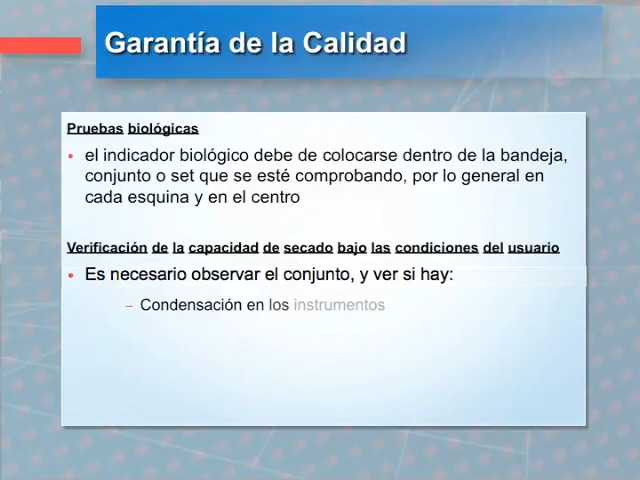 Garantía de la Calidad
Pruebas biológicas
• el indicador biológico debe de colocarse dentro de la bandeja,
conjunto o set que se esté comprobando, por lo general en
cada esquina y en el centro
Verificación de la capacidad de secado bajo las condiciones del usuario
• Es necesario observar el conjunto, y ver si hay:
– Condensación en los instrumentos